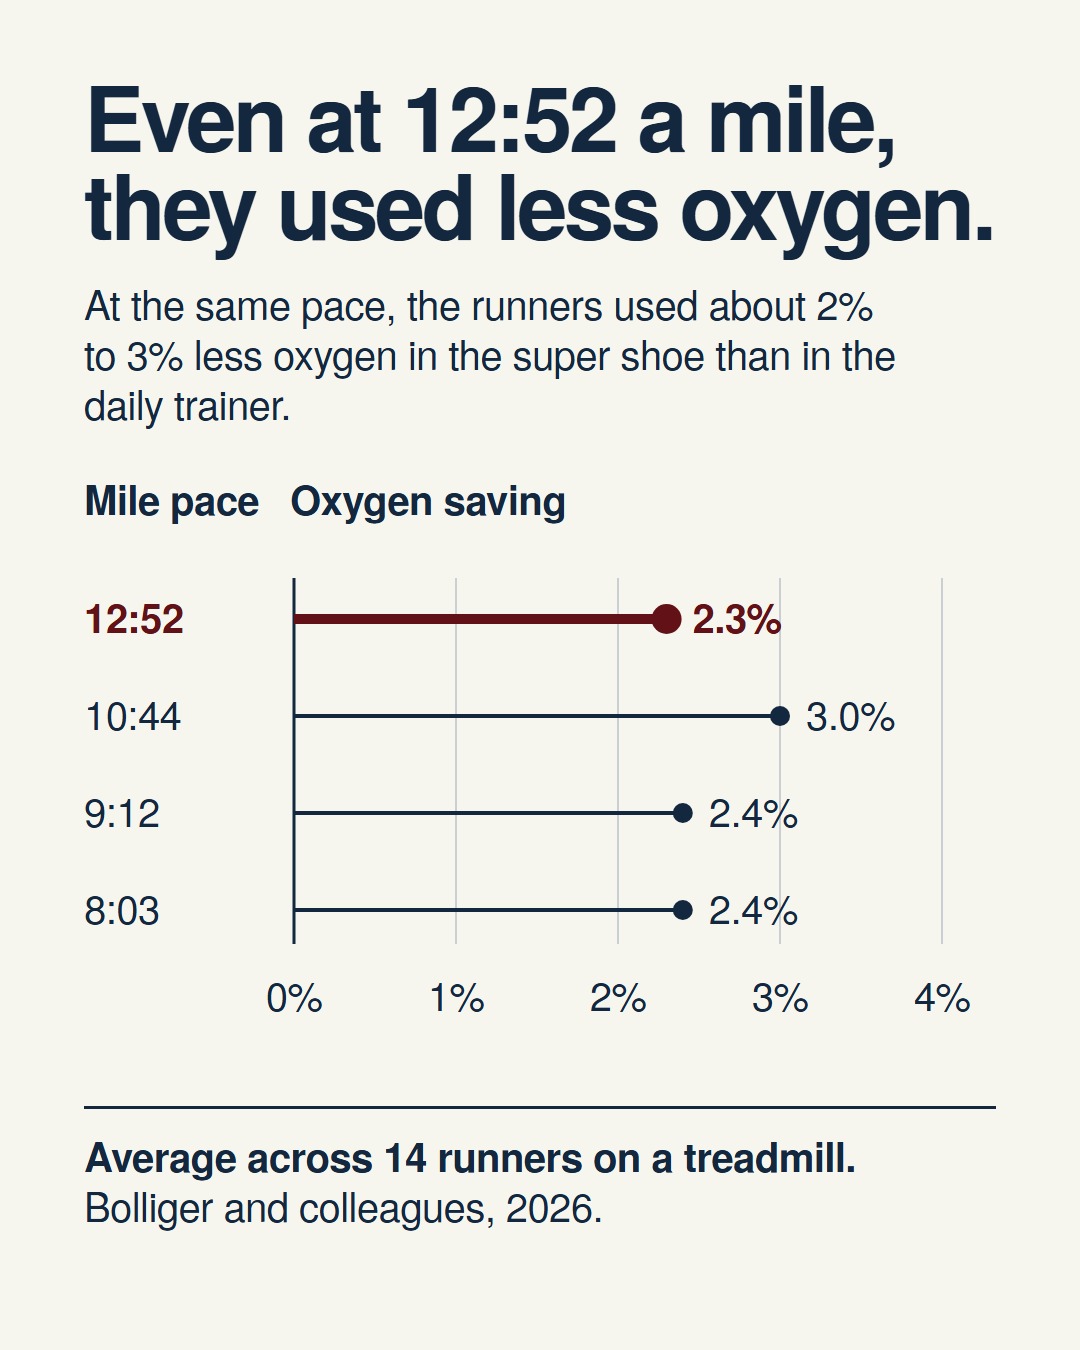 Even at 12:52 a mile,
they used less oxygen.
At the same pace, the runners used about 2%
to 3% less oxygen in the super shoe than in the
daily trainer.
Mile pace Oxygen saving
12:52 2.3%
10:44 3.0%
9:12 2.4%
8:03 2.4%
0% 1% 2% 3% 4%
Average across 14 runners on a treadmill.
Bolliger and colleagues, 2026.